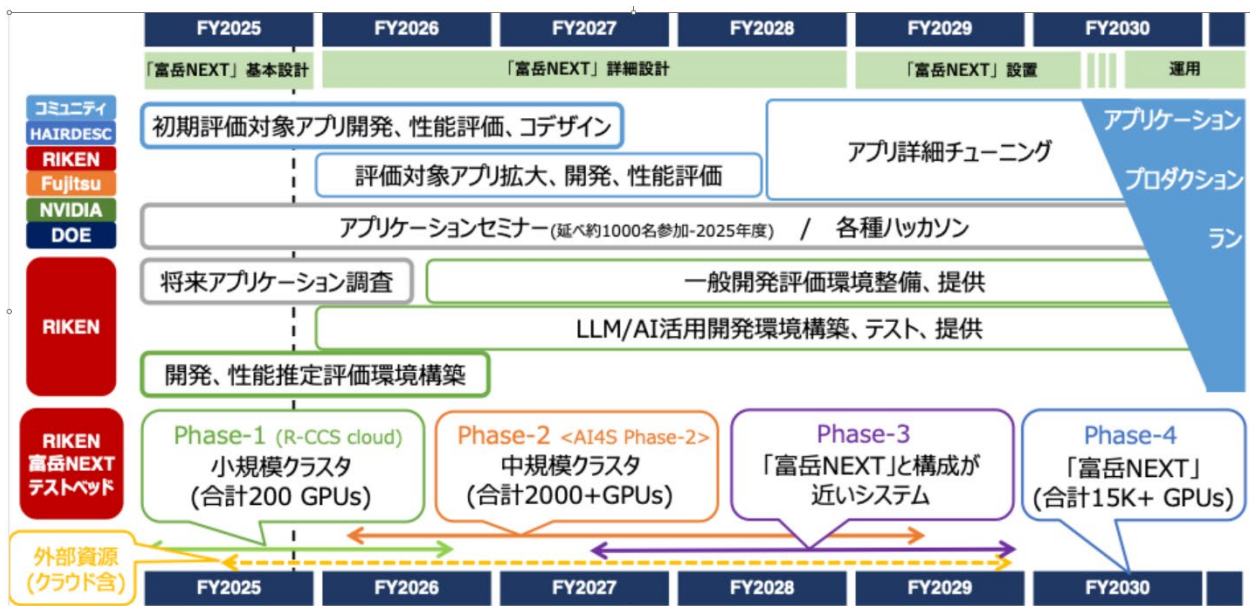 FY2025 FY2026 FY2027 FY2028 FY2029 FY2030
「富岳NEXT」基本設計 「富岳NEXT」詳細設計 「富岳NEXT」設置 運用
コミュニティ
HAIRDESC
RIKEN
Fujitsu
NVIDIA
DOE
初期評価対象アプリ開発、性能評価、コデザイン
評価対象アプリ拡大、開発、性能評価
アプリ詳細チューニング
アプリケーション
プロダクション
ラン
アプリケーションセミナー(延べ約1000名参加-2025年度) / 各種ハッカソン
RIKEN
将来アプリケーション調査
一般開発評価環境整備、提供
LLM/AI活用開発環境構築、テスト、提供
開発、性能推定評価環境構築
RIKEN
富岳NEXT
テストベッド
Phase-1 (R-CCS cloud)
小規模クラスタ
(合計200 GPUs)
Phase-2 <AI4S Phase-2>
中規模クラスタ
(合計2000+GPUs)
Phase-3
「富岳NEXT」と構成が
近いシステム
Phase-4
「富岳NEXT」
(合計15K+ GPUs)
外部資源
(クラウド含)
FY2025 FY2026 FY2027 FY2028 FY2029 FY2030